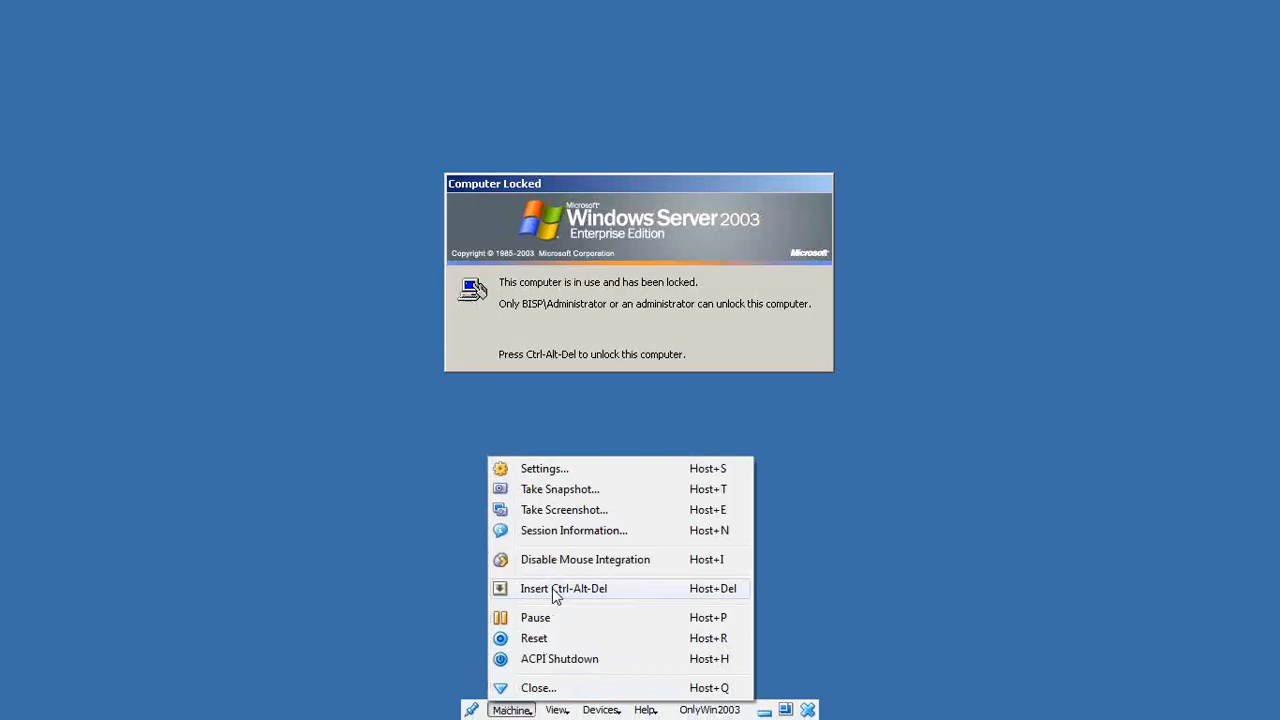 Computer Locked
Microsoft®
Windows Server 2003
Enterprise Edition
Copyright © 1985-2003 Microsoft Corporation
Microsoft
This computer is in use and has been locked.
Only BISP\Administrator or an administrator can unlock this computer.
Press Ctrl-Alt-Del to unlock this computer.
Settings... Host+S
Take Snapshot... Host+T
Take Screenshot... Host+E
Session Information... Host+N
Disable Mouse Integration Host+I
Insert Ctrl-Alt-Del Host+Del
Pause Host+P
Reset Host+R
ACPI Shutdown Host+H
Close... Host+Q
Machine View Devices Help OnlyWin2003